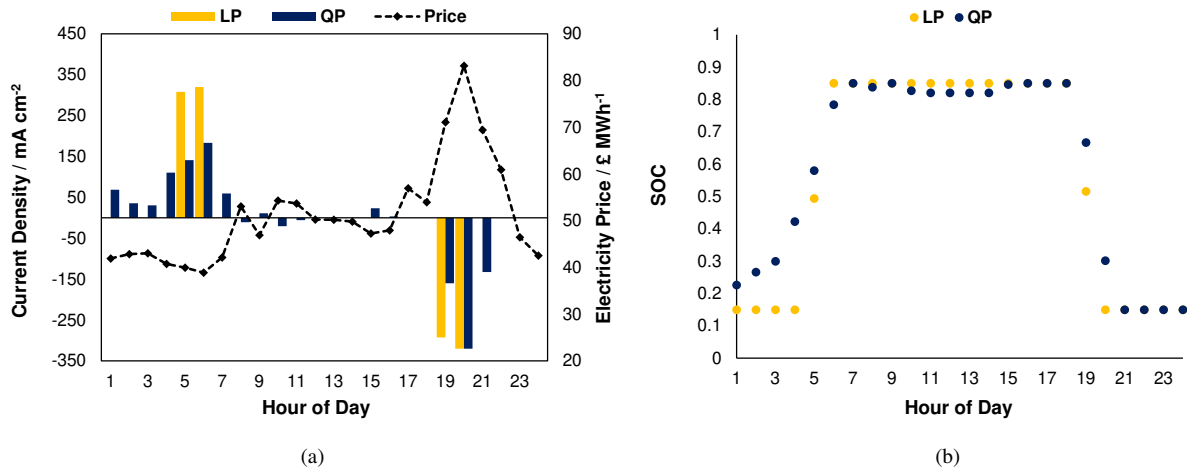 LP QP Price
450
350
250
150
50
-50
-150
-250
-350
Current Density / mA cm-2
90
80
70
60
50
40
30
20
Electricity Price / £ MWh-1
1 3 5 7 9 11 13 15 17 19 21 23
Hour of Day
(a)
LP QP
1
0.9
0.8
0.7
0.6
0.5
0.4
0.3
0.2
0.1
0
SOC
1 3 5 7 9 11 13 15 17 19 21 23
Hour of Day
(b)